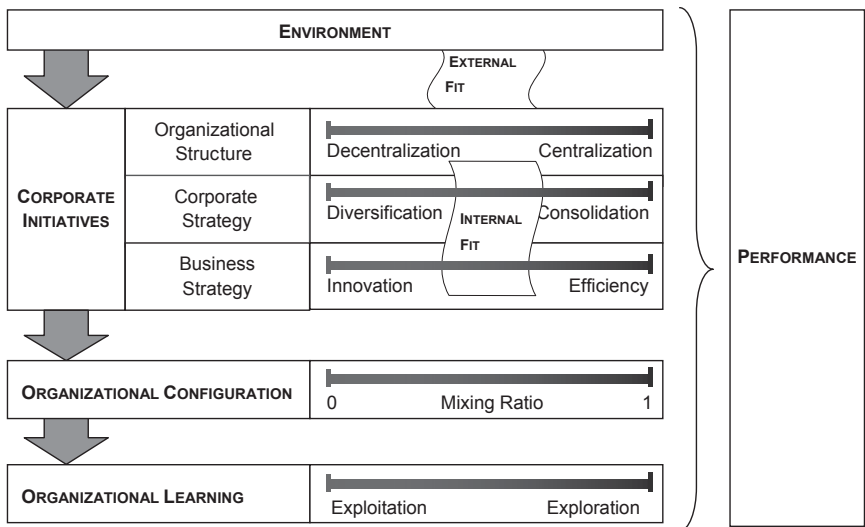 ENVIRONMENT
EXTERNAL
FIT
CORPORATE
INITIATIVES
Organizational
Structure
Decentralization Centralization
Corporate
Strategy
Diversification Consolidation
INTERNAL
FIT
Business
Strategy
Innovation Efficiency
PERFORMANCE
ORGANIZATIONAL CONFIGURATION
0 Mixing Ratio 1
ORGANIZATIONAL LEARNING
Exploitation Exploration